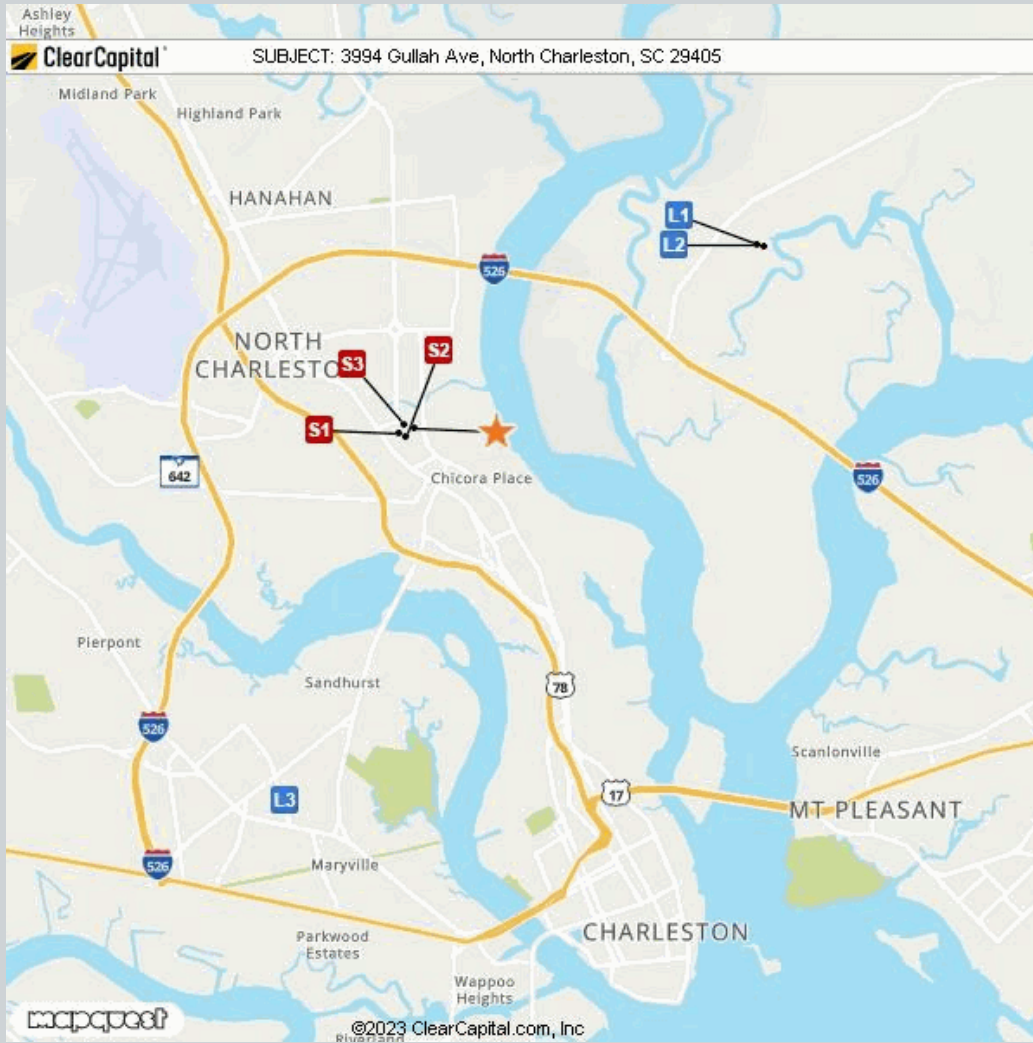 Ashley
Heights
ClearCapital
SUBJECT: 3994 Gullah Ave, North Charleston, SC 29405
Midland Park
Highland Park
HANAHAN
L1
L2
526
NORTH
CHARLESTO
S3
S2
S1
Chicora Place
642
526
Pierpont
Sandhurst
78
526
Scanlonville
L3
17
MT PLEASANT
526
Maryville
CHARLESTON
Parkwood
Estates
Wappoo
Heights
mapquest
©2023 ClearCapital.com, Inc
Riverland